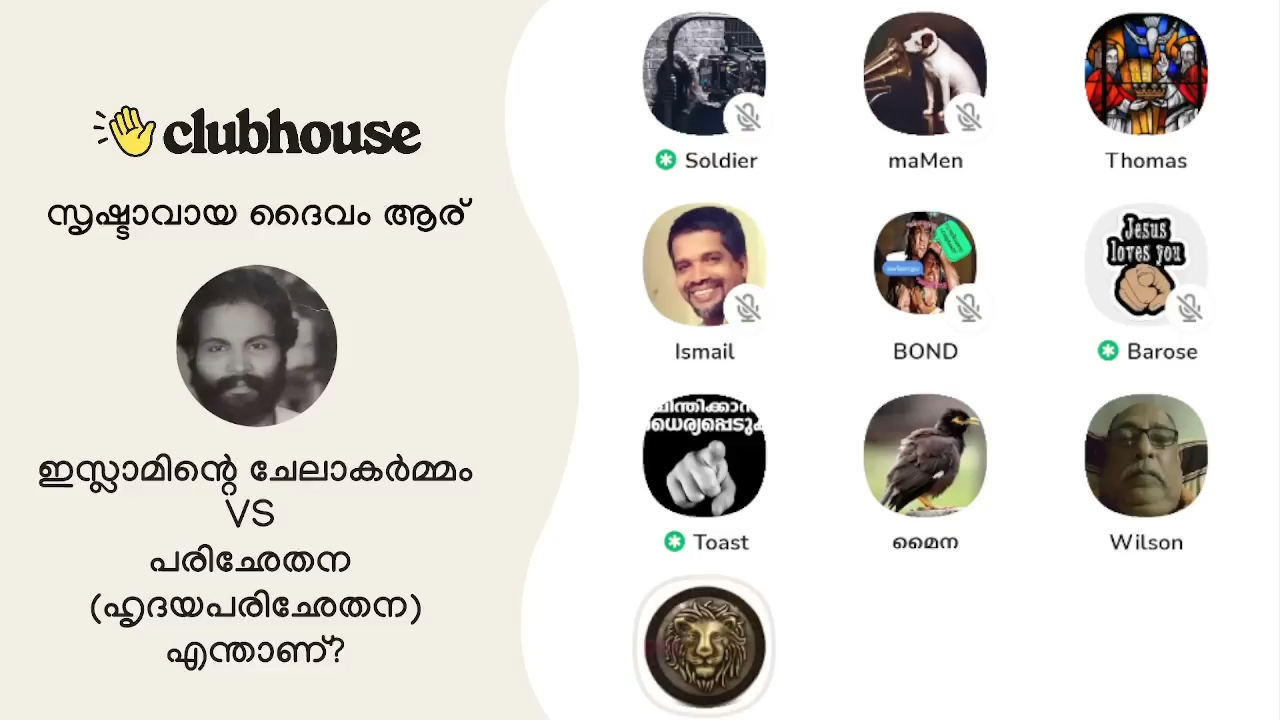 clubhouse
സൃഷ്ടാവായ ദൈവം ആര്
ഇസ്ലാമിന്റെ ചേലാകർമ്മം
VS
പരിഛേതന
(ഹൃദയപരിഛേതന)
എന്താണ്?
Soldier
maMen
Thomas
Ismail
BOND
Jesus
loves you
Barose
ചിന്തിക്കാൻ
ധൈര്യപ്പെടുക
Toast
മൈന
Wilson